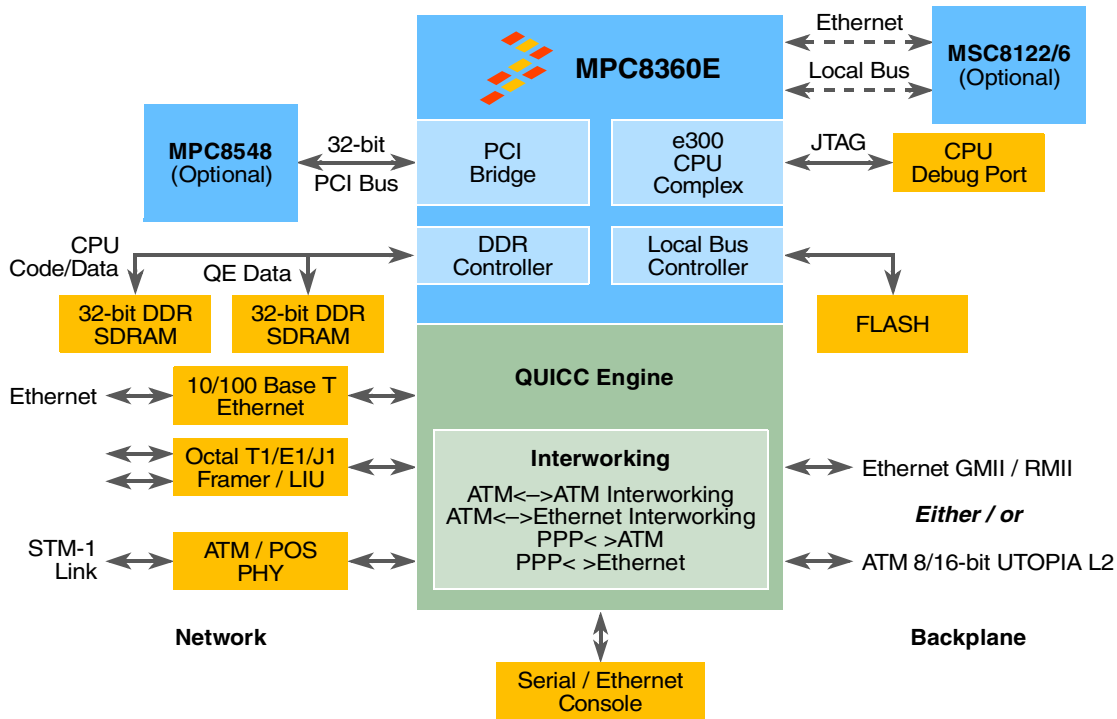 MPC8360E
Ethernet
Local Bus
MSC8122/6
(Optional)
MPC8548
(Optional)
32-bit
PCI Bus
PCI
Bridge
e300
CPU
Complex
JTAG
CPU
Debug Port
CPU
Code/Data
QE Data
DDR
Controller
Local Bus
Controller
32-bit DDR
SDRAM
32-bit DDR
SDRAM
FLASH
QUICC Engine
Ethernet
10/100 Base T
Ethernet
Octal T1/E1/J1
Framer / LIU
STM-1
Link
ATM / POS
PHY
Interworking
ATM<–>ATM Interworking
ATM<–>Ethernet Interworking
PPP< >ATM
PPP< >Ethernet
Ethernet GMII / RMII
Either / or
ATM 8/16-bit UTOPIA L2
Network
Backplane
Serial / Ethernet
Console